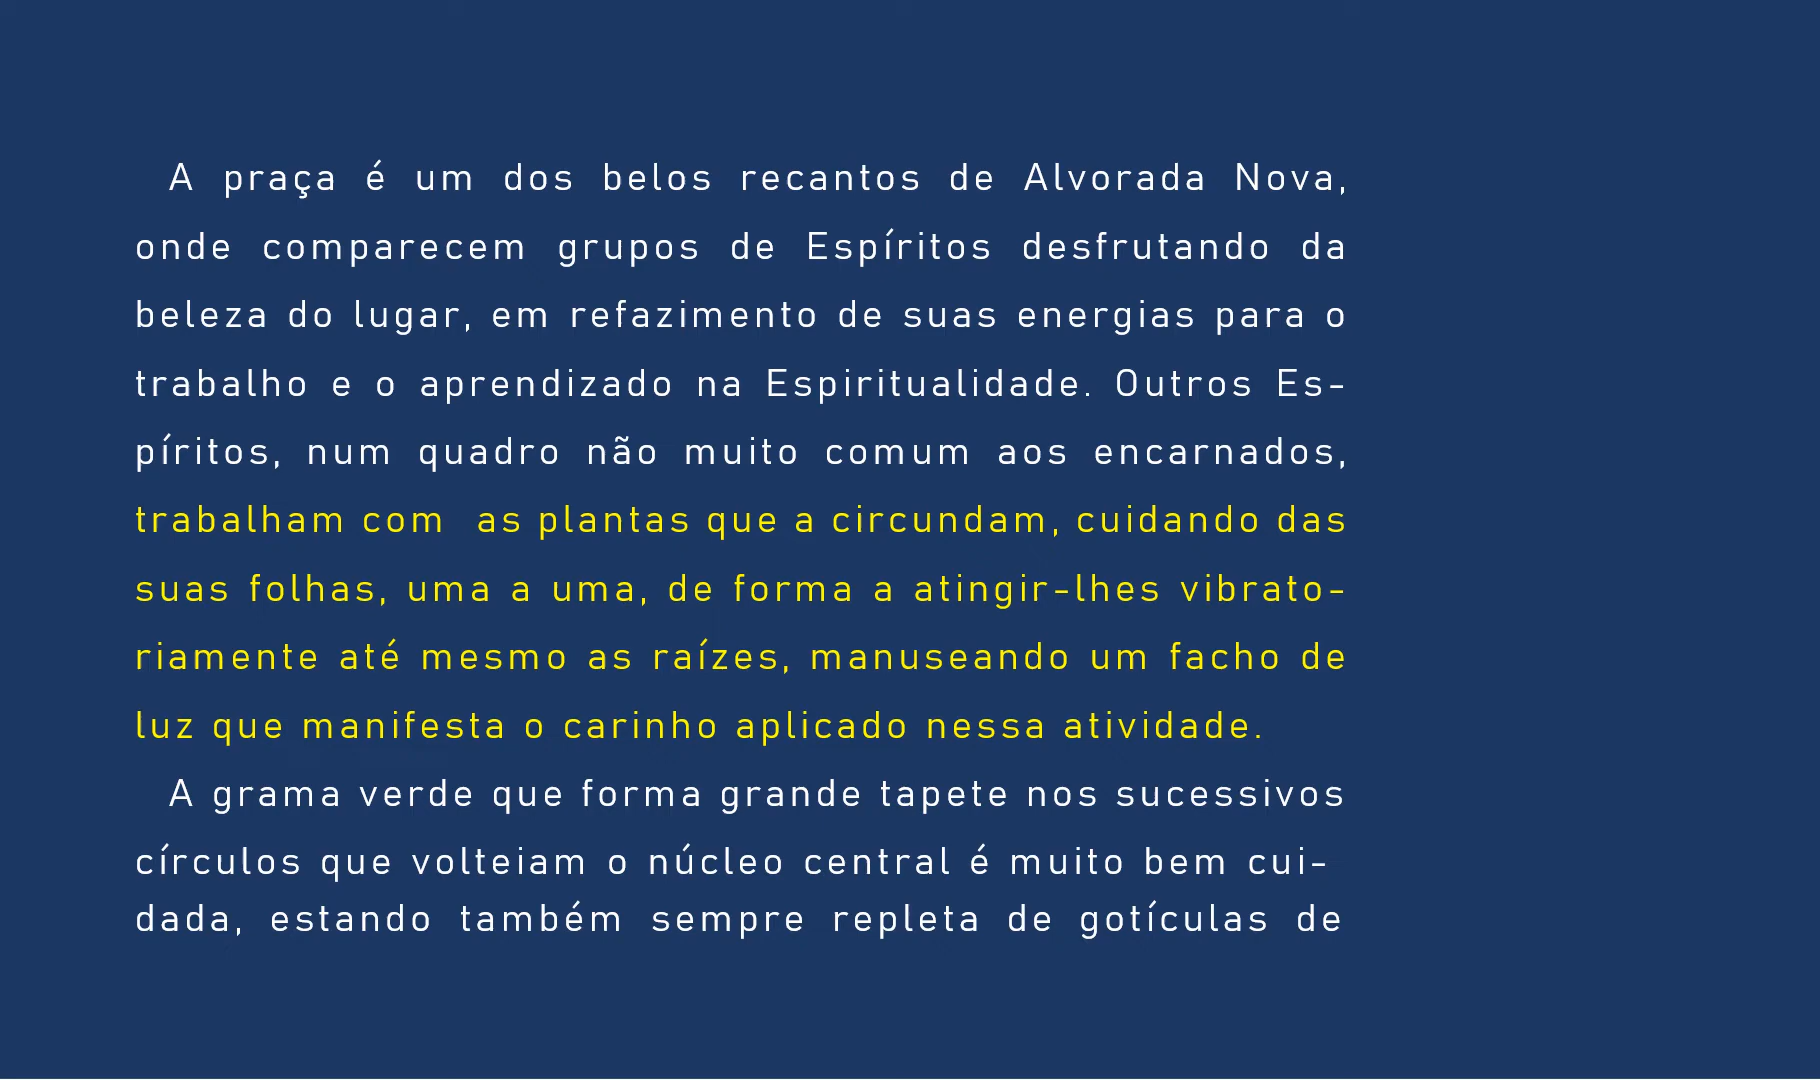 A praça é um dos belos recantos de Alvorada Nova,
onde comparecem grupos de Espíritos desfrutando da
beleza do lugar, em refazimento de suas energias para o
trabalho e o aprendizado na Espiritualidade. Outros Es-
píritos, num quadro não muito comum aos encarnados,
trabalham com as plantas que a circundam, cuidando das
suas folhas, uma a uma, de forma a atingir-lhes vibrato-
riamente até mesmo as raízes, manuseando um facho de
luz que manifesta o carinho aplicado nessa atividade.
A grama verde que forma grande tapete nos sucessivos
círculos que volteiam o núcleo central é muito bem cui-
dada, estando também sempre repleta de gotículas de